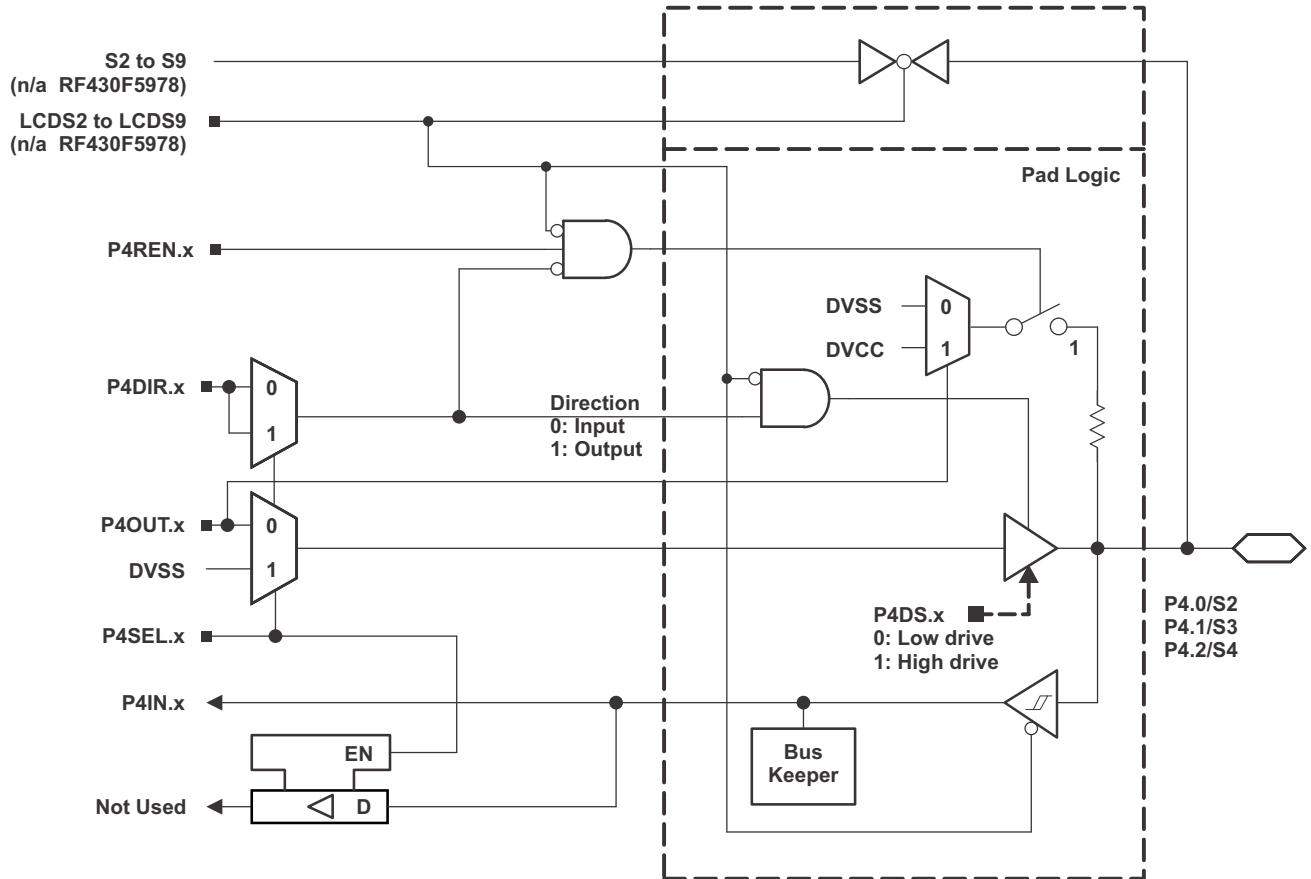 S2 to S9
(n/a RF430F5978)
LCDS2 to LCDS9
(n/a RF430F5978)
Pad Logic
P4REN.x
DVSS
0
DVCC
1
1
P4DIR.x
0
1
Direction
0: Input
1: Output
P4OUT.x
0
DVSS
1
P4DS.x
0: Low drive
1: High drive
P4.0/S2
P4.1/S3
P4.2/S4
P4SEL.x
P4IN.x
EN
Bus
Keeper
Not Used
D